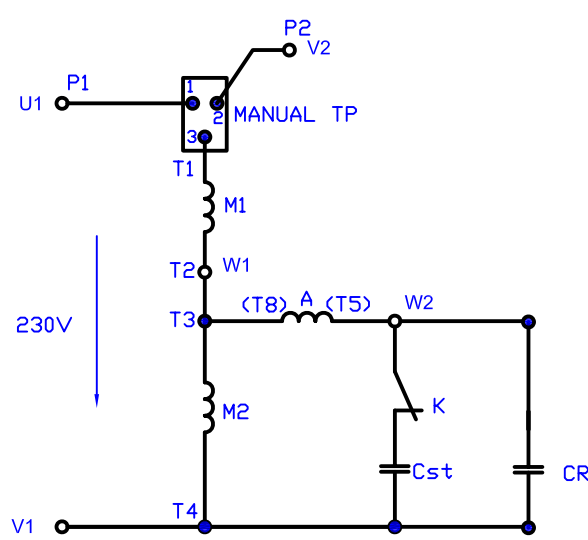 P2
V2
P1
1
U1
2
MANUAL TP
3
T1
M1
T2
W1
(T8) A (T5)
W2
T3
230V
M2
K
Cst
CR
T4
V1